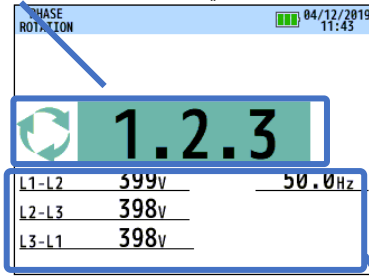 PHASE 04/12/2019
ROTATION 11:43
1.2.3
L1-L2 399V 50.0Hz
L2-L3 398V
L3-L1 398V